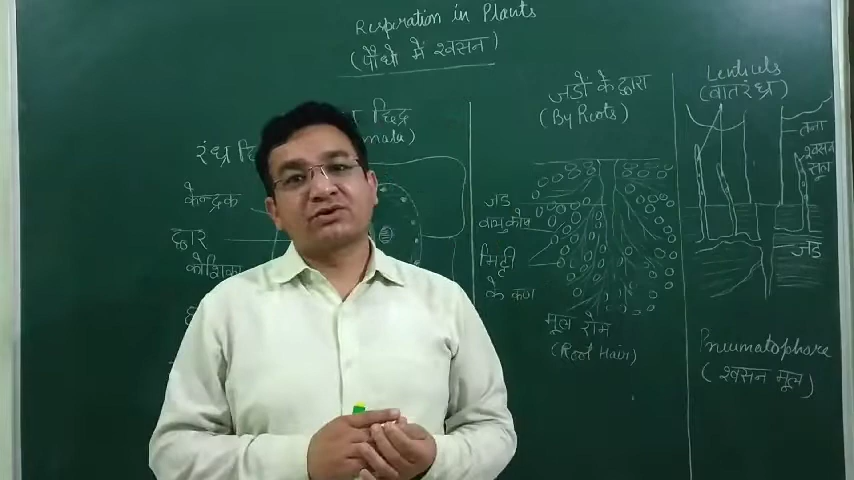 Respiration in Plants
(पौधो में श्वसन)
रंध्र छिद्र
केन्द्रक
द्वार
कोशिका
जडो के द्वारा
(By Roots)
जड
वायु कोष
मिट्टी
के कण
मूल रोम
(Root Hair)
Lenticels
(वातरंध्र)
तना
श्वसन
मूल
जड
Pneumatophore
(श्वसन मूल)